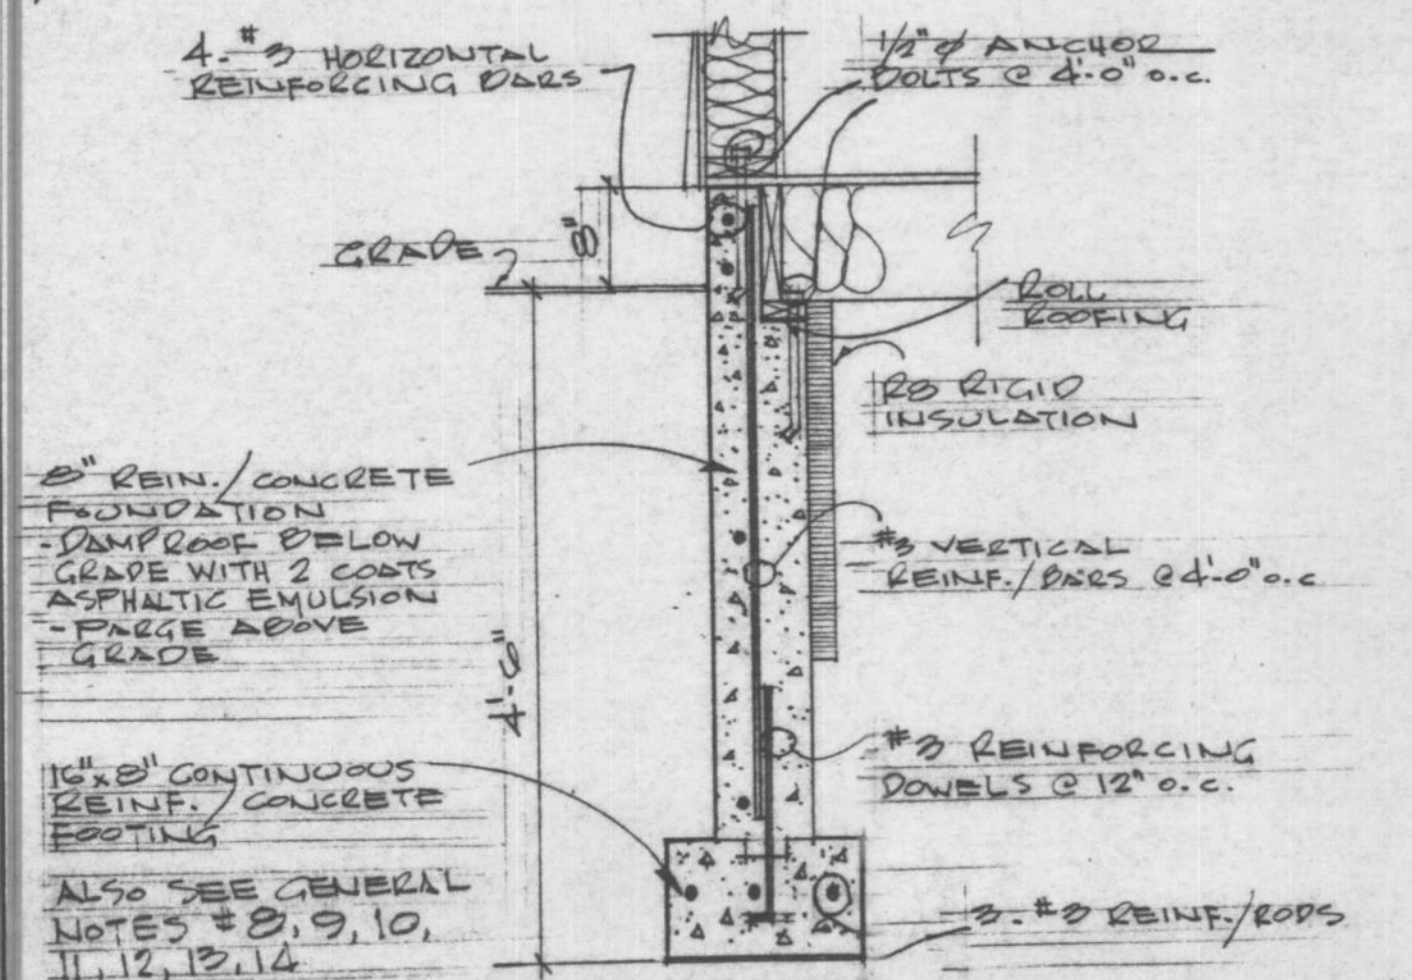 4-#3 HORIZONTAL
REINFORCING BARS
1/2"ø ANCHOR
BOLTS @ 4'-0" o.c.
GRADE
8"
ROLL
ROOFING
R8 RIGID
INSULATION
8" REIN./CONCRETE
FOUNDATION
-DAMPROOF BELOW
GRADE WITH 2 COATS
ASPHALTIC EMULSION
-PARGE ABOVE
GRADE
#3 VERTICAL
REINF./BARS @ 4'-0" o.c
4'-6"
#3 REINFORCING
DOWELS @ 12" o.c.
16"x8" CONTINUOUS
REINF./CONCRETE
FOOTING
ALSO SEE GENERAL
NOTES #8, 9, 10,
11, 12, 13, 14
3-#3 REINF./RODS